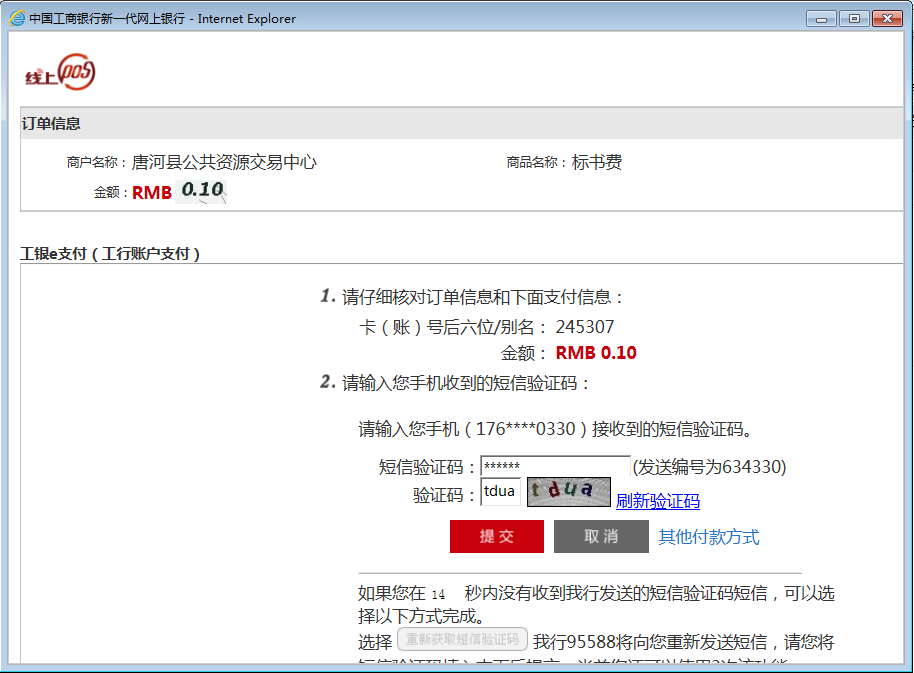 中国工商银行新一代网上银行 - Internet Explorer
线上pos
订单信息
商户名称：唐河县公共资源交易中心 商品名称：标书费
金额：RMB 0.10
工银e支付（工行账户支付）
1. 请仔细核对订单信息和下面支付信息：
卡（账）号后六位/别名： 245307
金额： RMB 0.10
2. 请输入您手机收到的短信验证码：
请输入您手机（176****0330）接收到的短信验证码。
短信验证码：****** (发送编号为634330)
验证码：tdua tdua 刷新验证码
提 交 取 消 其他付款方式
如果您在 14 秒内没有收到我行发送的短信验证码短信，可以选
择以下方式完成。
选择 重新获取短信验证码 我行95588将向您重新发送短信，请您将